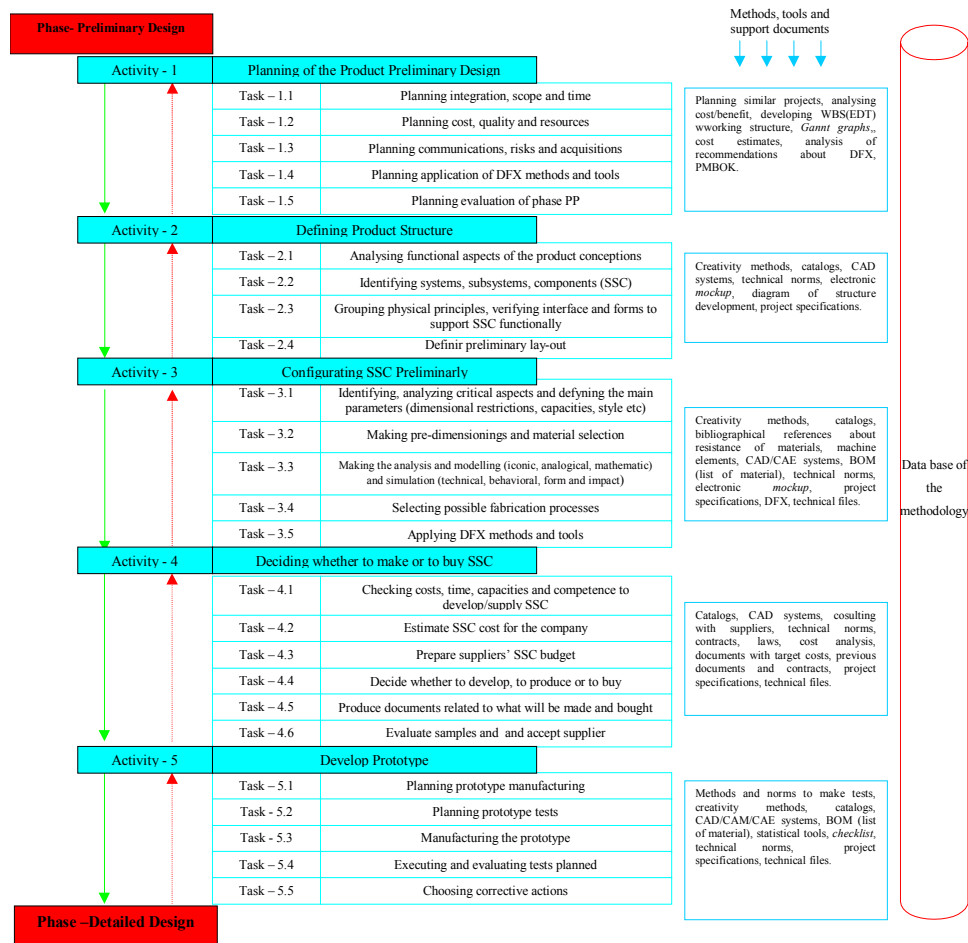 Phase- Preliminary Design
Methods, tools and
support documents
Activity - 1
Planning of the Product Preliminary Design
Task – 1.1
Planning integration, scope and time
Task – 1.2
Planning cost, quality and resources
Task – 1.3
Planning communications, risks and acquisitions
Task – 1.4
Planning application of DFX methods and tools
Task – 1.5
Planning evaluation of phase PP
Planning similar projects, analysing
cost/benefit, developing WBS(EDT)
wworking structure, Gannt graphs,,
cost estimates, analysis of
recommendations about DFX,
PMBOK.
Activity - 2
Defining Product Structure
Task – 2.1
Analysing functional aspects of the product conceptions
Task – 2.2
Identifying systems, subsystems, components (SSC)
Task – 2.3
Grouping physical principles, verifying interface and forms to
support SSC functionally
Task – 2.4
Definir preliminary lay-out
Creativity methods, catalogs, CAD
systems, technical norms, electronic
mockup, diagram of structure
development, project specifications.
Activity - 3
Configurating SSC Preliminarly
Task – 3.1
Identifying, analyzing critical aspects and defyning the main
parameters (dimensional restrictions, capacities, style etc)
Task – 3.2
Making pre-dimensionings and material selection
Task – 3.3
Making the analysis and modelling (iconic, analogical, mathematic)
and simulation (technical, behavioral, form and impact)
Task – 3.4
Selecting possible fabrication processes
Task – 3.5
Applying DFX methods and tools
Creativity methods, catalogs,
bibliographical references about
resistance of materials, machine
elements, CAD/CAE systems, BOM
(list of material), technical norms,
electronic mockup, project
specifications, DFX, technical files.
Data base of
the
methodology
Activity - 4
Deciding whether to make or to buy SSC
Task – 4.1
Checking costs, time, capacities and competence to
develop/supply SSC
Task – 4.2
Estimate SSC cost for the company
Task – 4.3
Prepare suppliers' SSC budget
Task – 4.4
Decide whether to develop, to produce or to buy
Task – 4.5
Produce documents related to what will be made and bought
Task – 4.6
Evaluate samples and and accept supplier
Catalogs, CAD systems, cosulting
with suppliers, technical norms,
contracts, laws, cost analysis,
documents with target costs, previous
documents and contracts, project
specifications, technical files.
Activity - 5
Develop Prototype
Task – 5.1
Planning prototype manufacturing
Task – 5.2
Planning prototype tests
Task - 5.3
Manufacturing the prototype
Task – 5.4
Executing and evaluating tests planned
Task – 5.5
Choosing corrective actions
Methods and norms to make tests,
creativity methods, catalogs,
CAD/CAM/CAE systems, BOM (list
of material), statistical tools, checklist,
technical norms, project
specifications, technical files.
Phase –Detailed Design